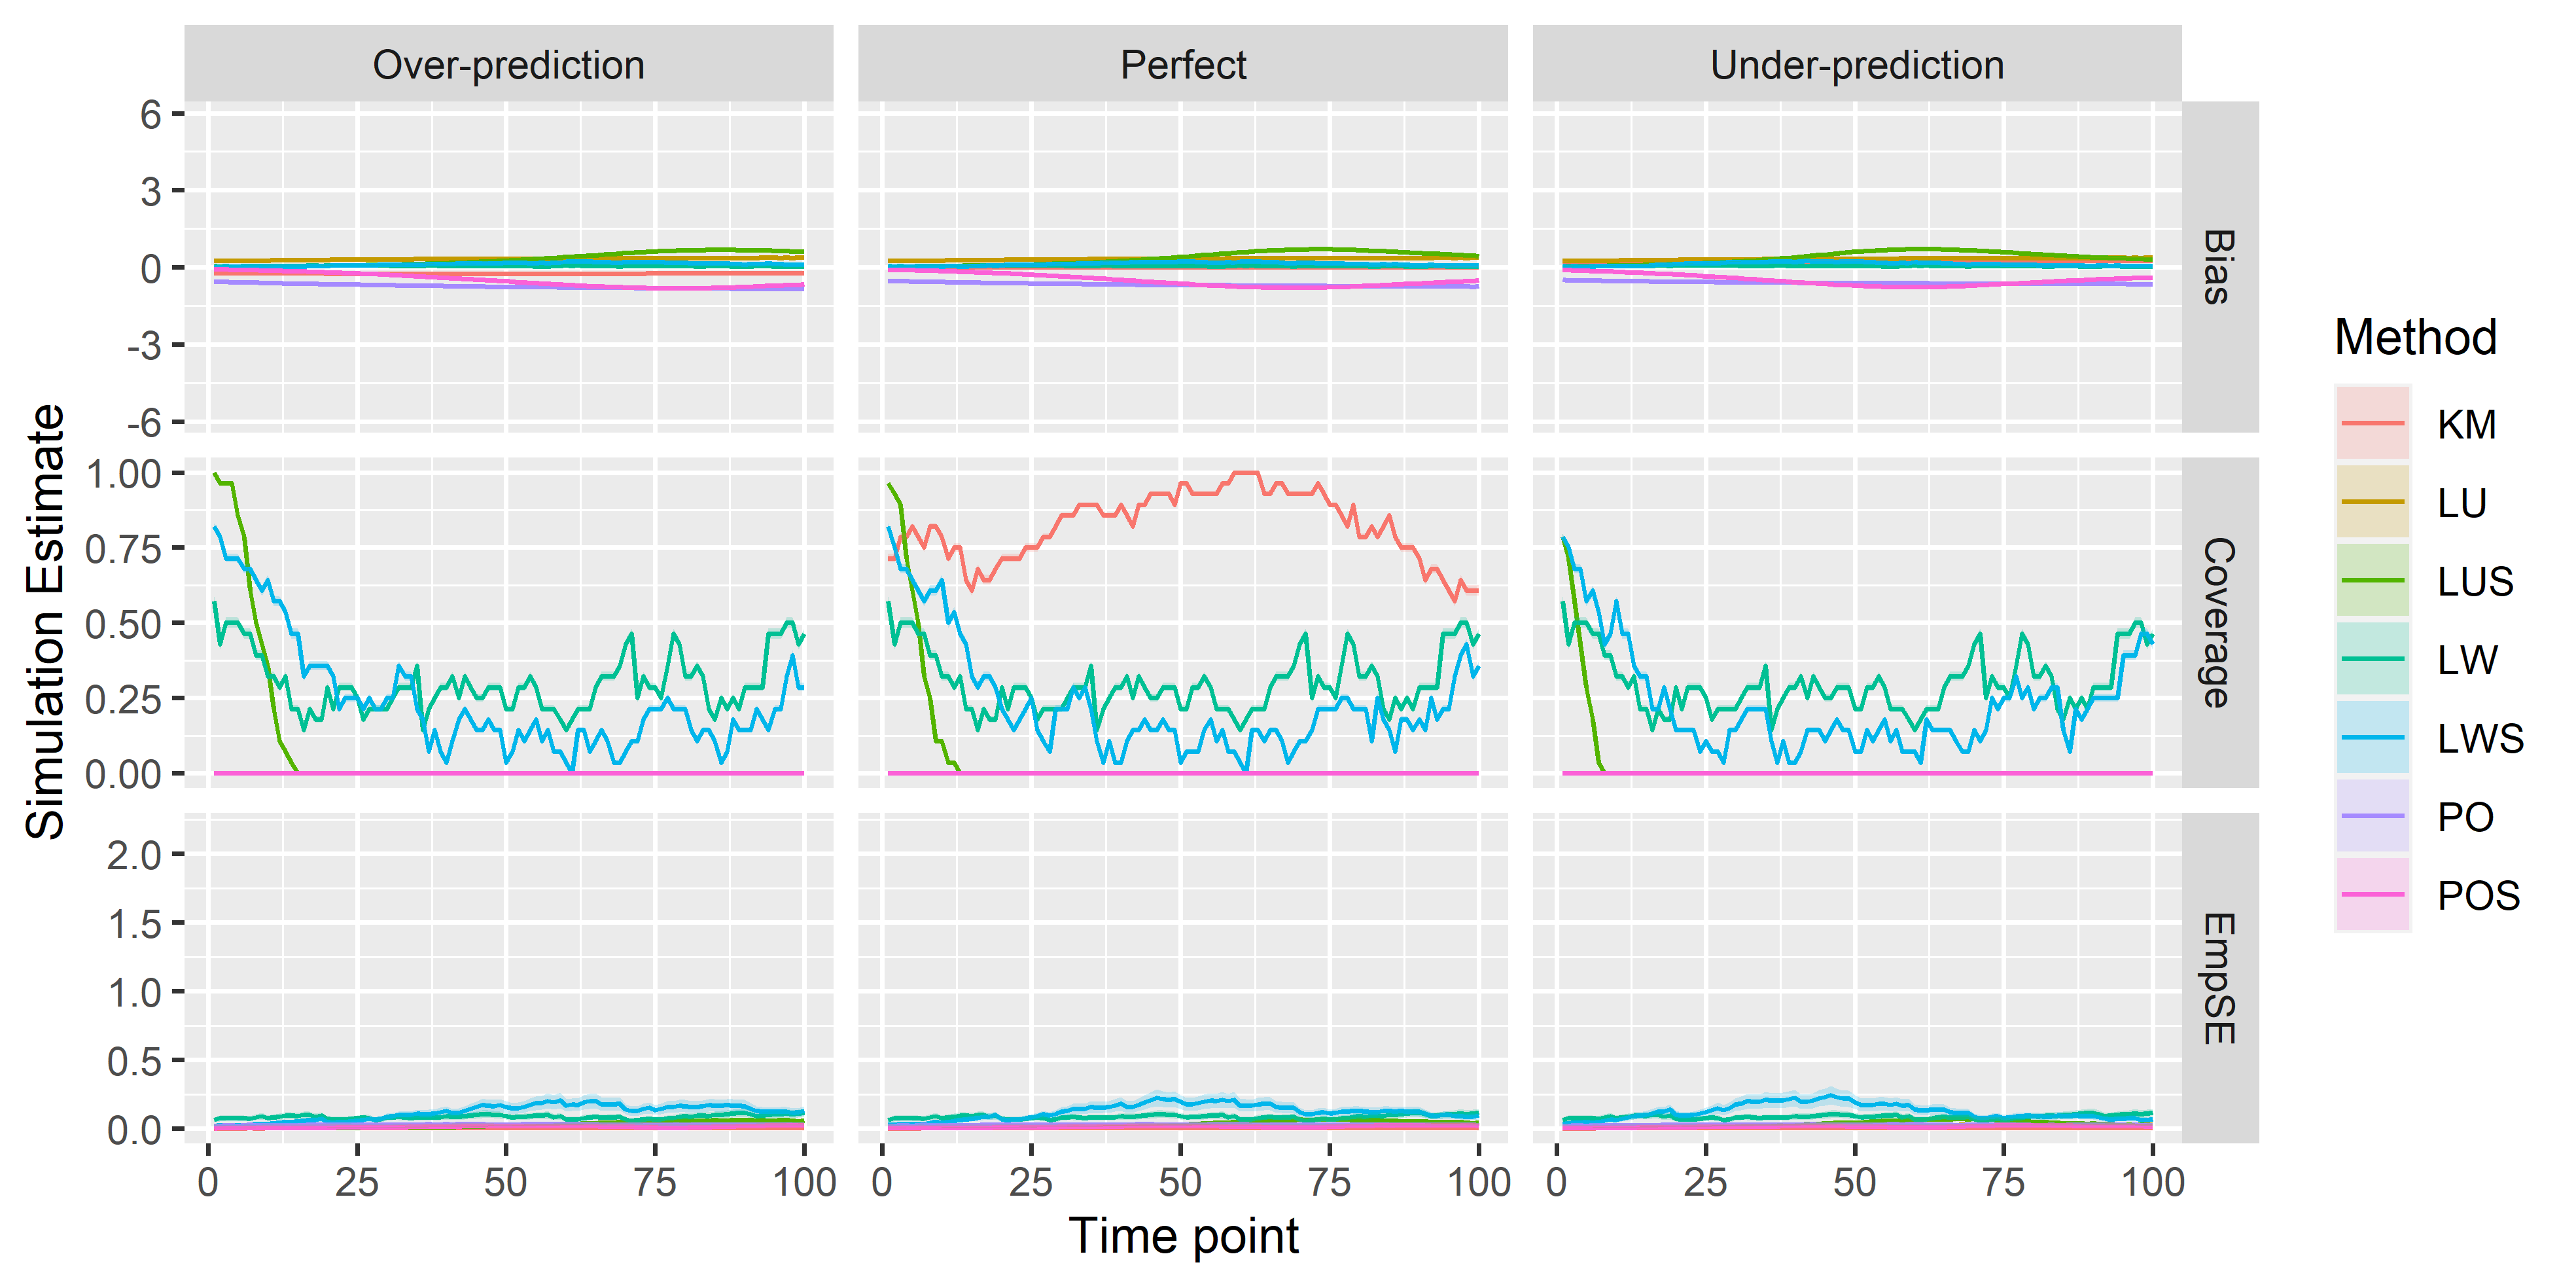 Over-prediction Perfect Under-prediction
6
3
0
-3
-6
Bias
1.00
0.75
0.50
0.25
0.00
Coverage
2.0
1.5
1.0
0.5
0.0
EmpSE
0 25 50 75 100 0 25 50 75 100 0 25 50 75 100
Time point
Simulation Estimate
Method
KM
LU
LUS
LW
LWS
PO
POS